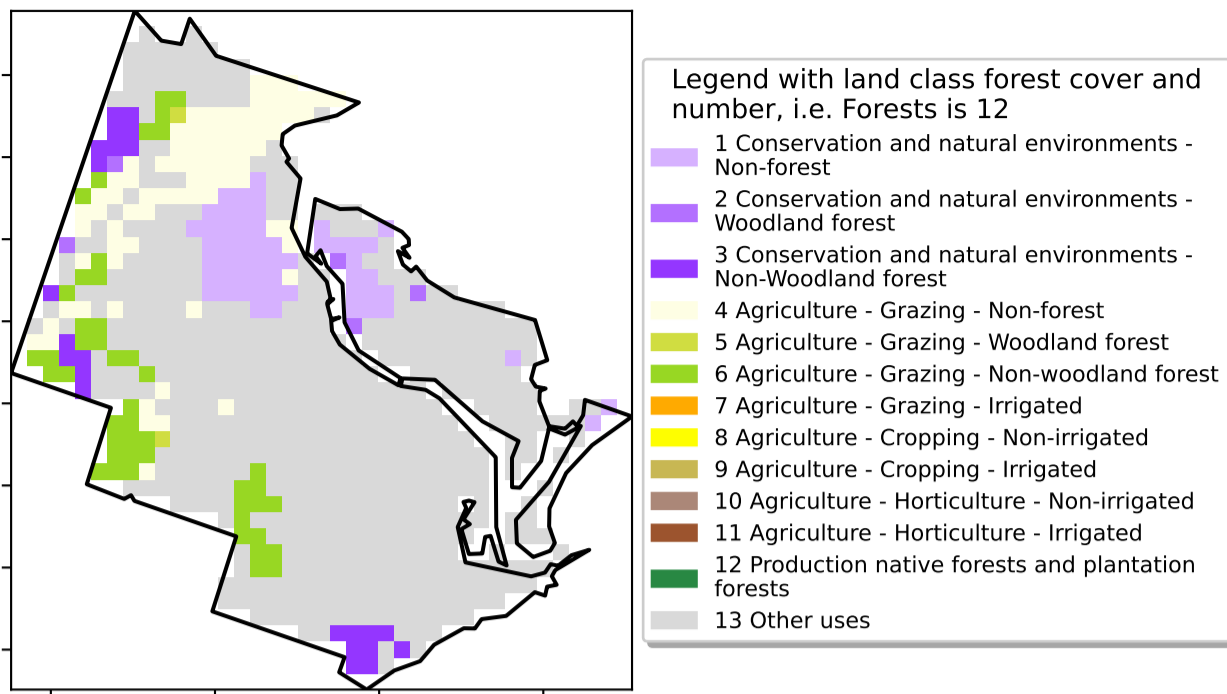 Legend with land class forest cover and
number, i.e. Forests is 12
1 Conservation and natural environments -
Non-forest
2 Conservation and natural environments -
Woodland forest
3 Conservation and natural environments -
Non-Woodland forest
4 Agriculture - Grazing - Non-forest
5 Agriculture - Grazing - Woodland forest
6 Agriculture - Grazing - Non-woodland forest
7 Agriculture - Grazing - Irrigated
8 Agriculture - Cropping - Non-irrigated
9 Agriculture - Cropping - Irrigated
10 Agriculture - Horticulture - Non-irrigated
11 Agriculture - Horticulture - Irrigated
12 Production native forests and plantation
forests
13 Other uses